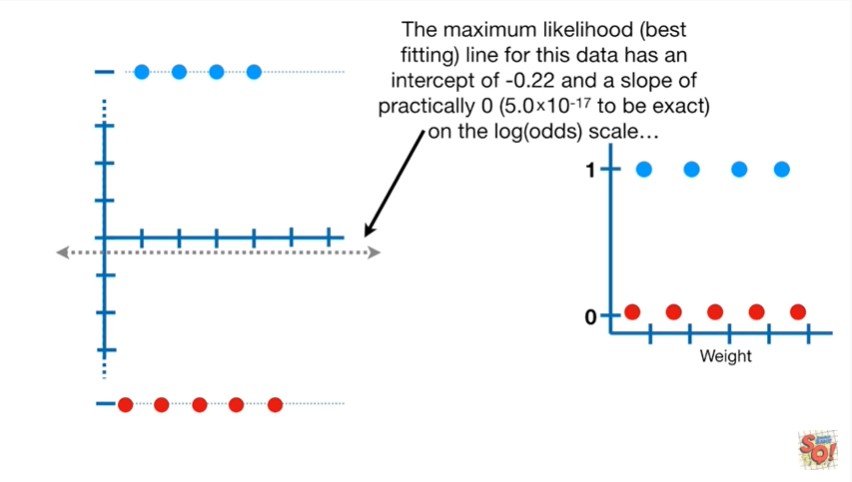 The maximum likelihood (best
fitting) line for this data has an
intercept of -0.22 and a slope of
practically 0 (5.0×10⁻¹⁷ to be exact)
on the log(odds) scale…
1
0
Weight
SQ!